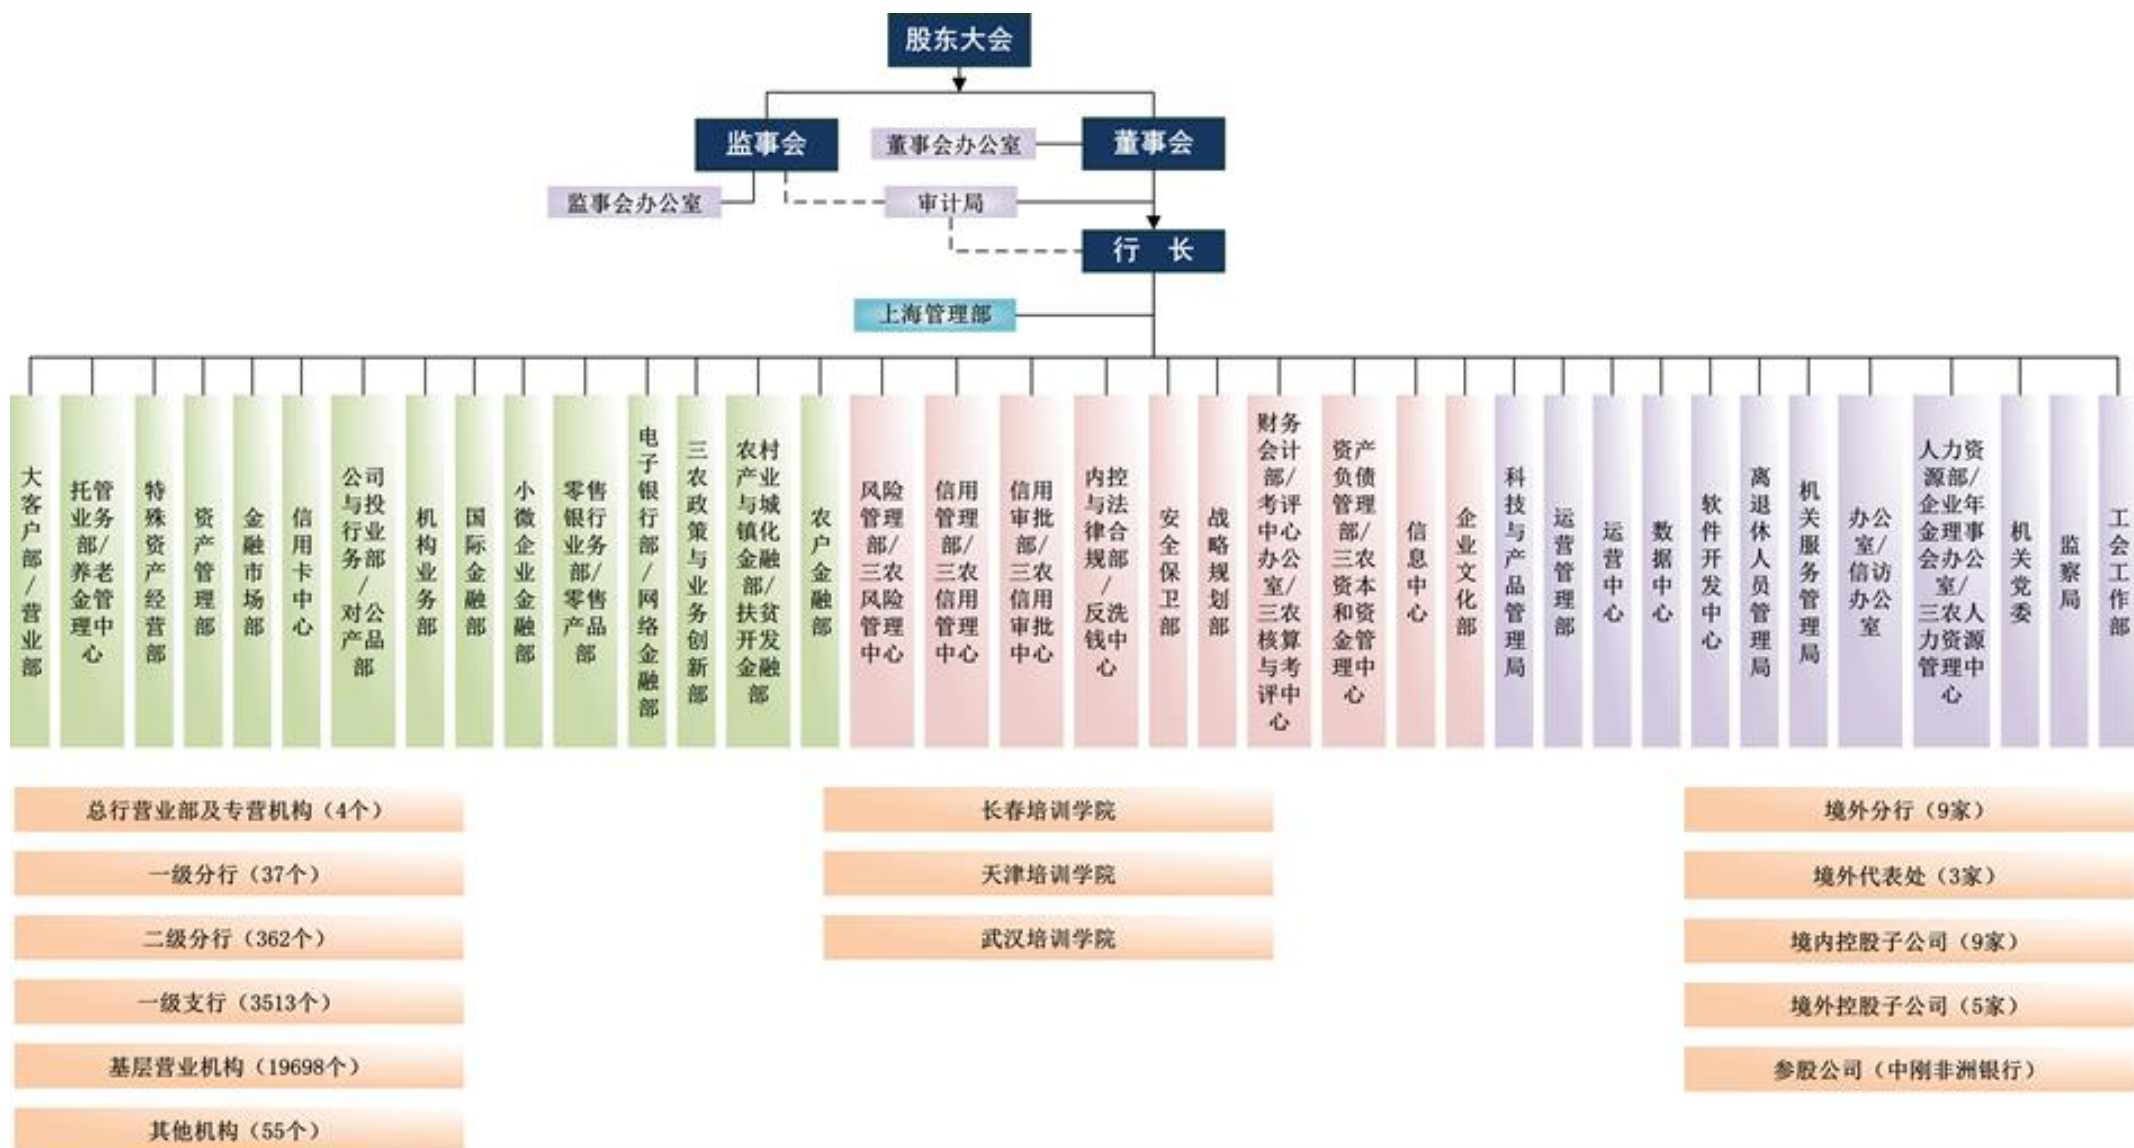 股东大会
监事会
董事会办公室
董事会
监事会办公室
审计局
行 长
上海管理部
大客户部/营业部
托管业务部/养老金管理中心
特殊资产经营部
资产管理部
金融市场部
信用卡中心
公司与投行业务部/对公产品部
机构业务部
国际金融部
小微企业金融部
零售银行业务部/零售产品部
电子银行部/网络金融部
三农政策与业务创新部
农村产业与城镇化金融部/扶贫开发金融部
农户金融部
风险管理部/三农风险管理中心
信用管理部/三农信用管理中心
信用审批部/三农信用审批中心
内控与法律合规部/反洗钱中心
安全保卫部
战略规划部
财务会计部/考评中心办公室/三农核算与考评中心
资产负债管理部/三农资本和资金管理中心
信息中心
企业文化部
科技与产品管理局
运营管理部
运营中心
数据中心
软件开发中心
离退休人员管理局
机关服务管理局
办公室/信访办公室
人力资源部/企业年金理事会办公室/三农人力资源管理中心
机关党委
监察局
工会工作部
总行营业部及专营机构（4个）
一级分行（37个）
二级分行（362个）
一级支行（3513个）
基层营业机构（19698个）
其他机构（55个）
长春培训学院
天津培训学院
武汉培训学院
境外分行（9家）
境外代表处（3家）
境内控股子公司（9家）
境外控股子公司（5家）
参股公司（中刚非洲银行）